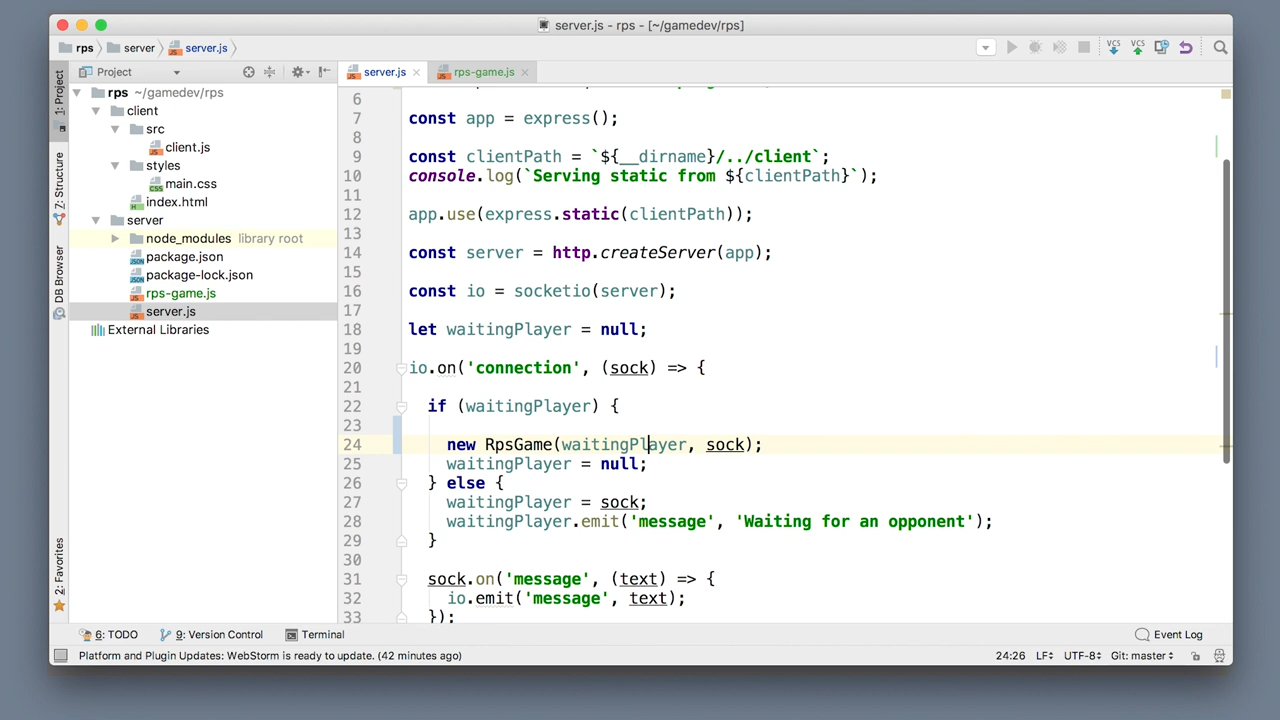 server.js - rps - [~/gamedev/rps]
rps server server.js
1: Project
7: Structure
DB Browser
2: Favorites
Project
rps ~/gamedev/rps
client
src
client.js
styles
main.css
index.html
server
node_modules library root
package.json
package-lock.json
rps-game.js
server.js
External Libraries
server.js rps-game.js
6
7 const app = express();
8
9 const clientPath = `${__dirname}/../client`;
10 console.log(`Serving static from ${clientPath}`);
11
12 app.use(express.static(clientPath));
13
14 const server = http.createServer(app);
15
16 const io = socketio(server);
17
18 let waitingPlayer = null;
19
20 io.on('connection', (sock) => {
21
22 if (waitingPlayer) {
23
24 new RpsGame(waitingPlayer, sock);
25 waitingPlayer = null;
26 } else {
27 waitingPlayer = sock;
28 waitingPlayer.emit('message', 'Waiting for an opponent');
29 }
30
31 sock.on('message', (text) => {
32 io.emit('message', text);
33 });
VCS VCS
6: TODO 9: Version Control Terminal Event Log
Platform and Plugin Updates: WebStorm is ready to update. (42 minutes ago) 24:26 LF UTF-8 Git: master